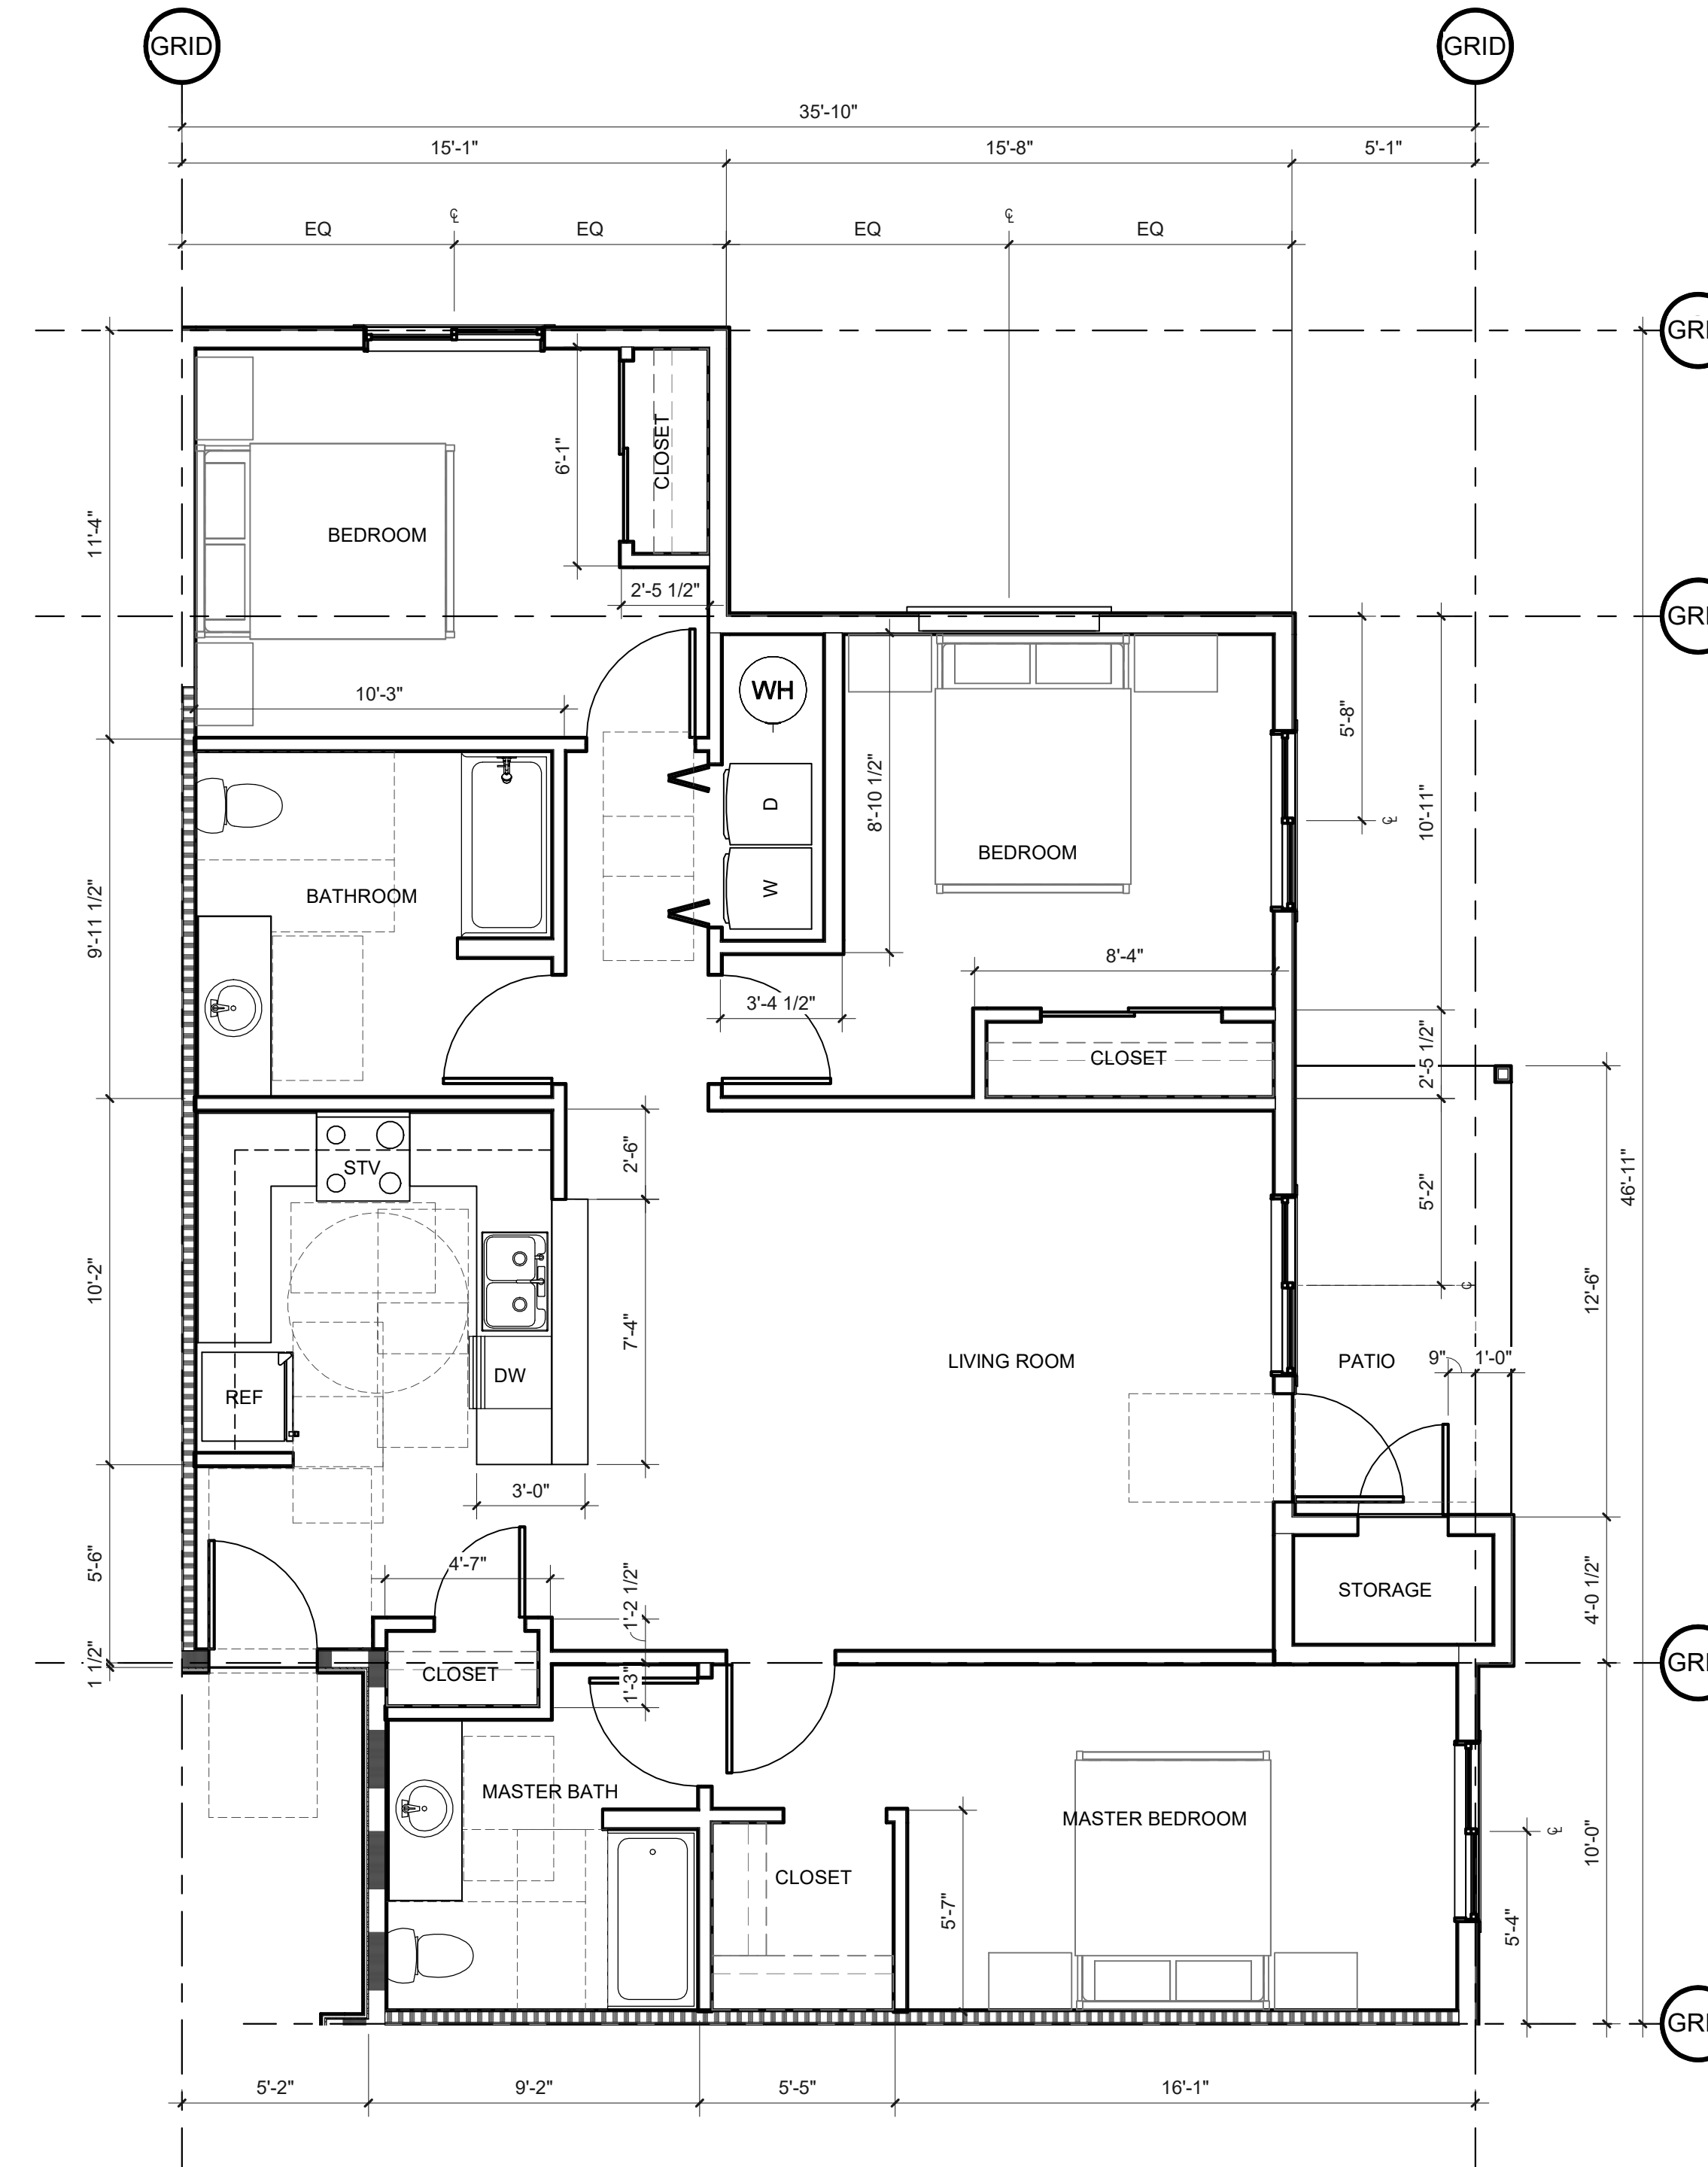 GRID
GRID
35'-10"
15'-1"
15'-8"
5'-1"
EQ
EQ
EQ
EQ
GRI
CLOSET
6'-1"
11'-4"
BEDROOM
2'-5 1/2"
GRI
WH
10'-3"
5'-8"
D
8'-10 1/2"
10'-11"
BEDROOM
W
BATHROOM
9'-11 1/2"
8'-4"
3'-4 1/2"
CLOSET
2'-5 1/2"
2'-6"
STV
5'-2"
46'-11"
10'-2"
12'-6"
7'-4"
LIVING ROOM
PATIO
9"
1'-0"
DW
REF
3'-0"
5'-6"
4'-7"
1'-2 1/2"
STORAGE
4'-0 1/2"
1 1/2"
CLOSET
1'-3"
GRI
MASTER BATH
MASTER BEDROOM
10'-0"
CLOSET
5'-7"
5'-4"
GRI
5'-2"
9'-2"
5'-5"
16'-1"